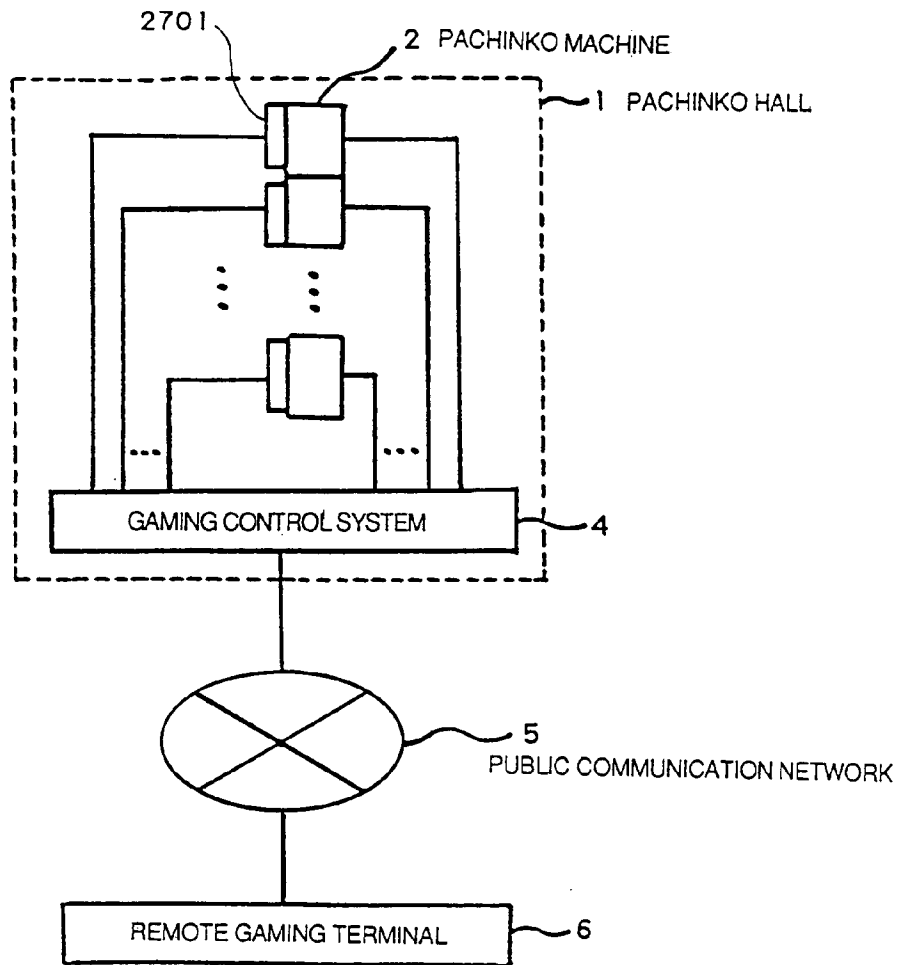 2701
2 PACHINKO MACHINE
1 PACHINKO HALL
GAMING CONTROL SYSTEM
4
5
PUBLIC COMMUNICATION NETWORK
REMOTE GAMING TERMINAL
6